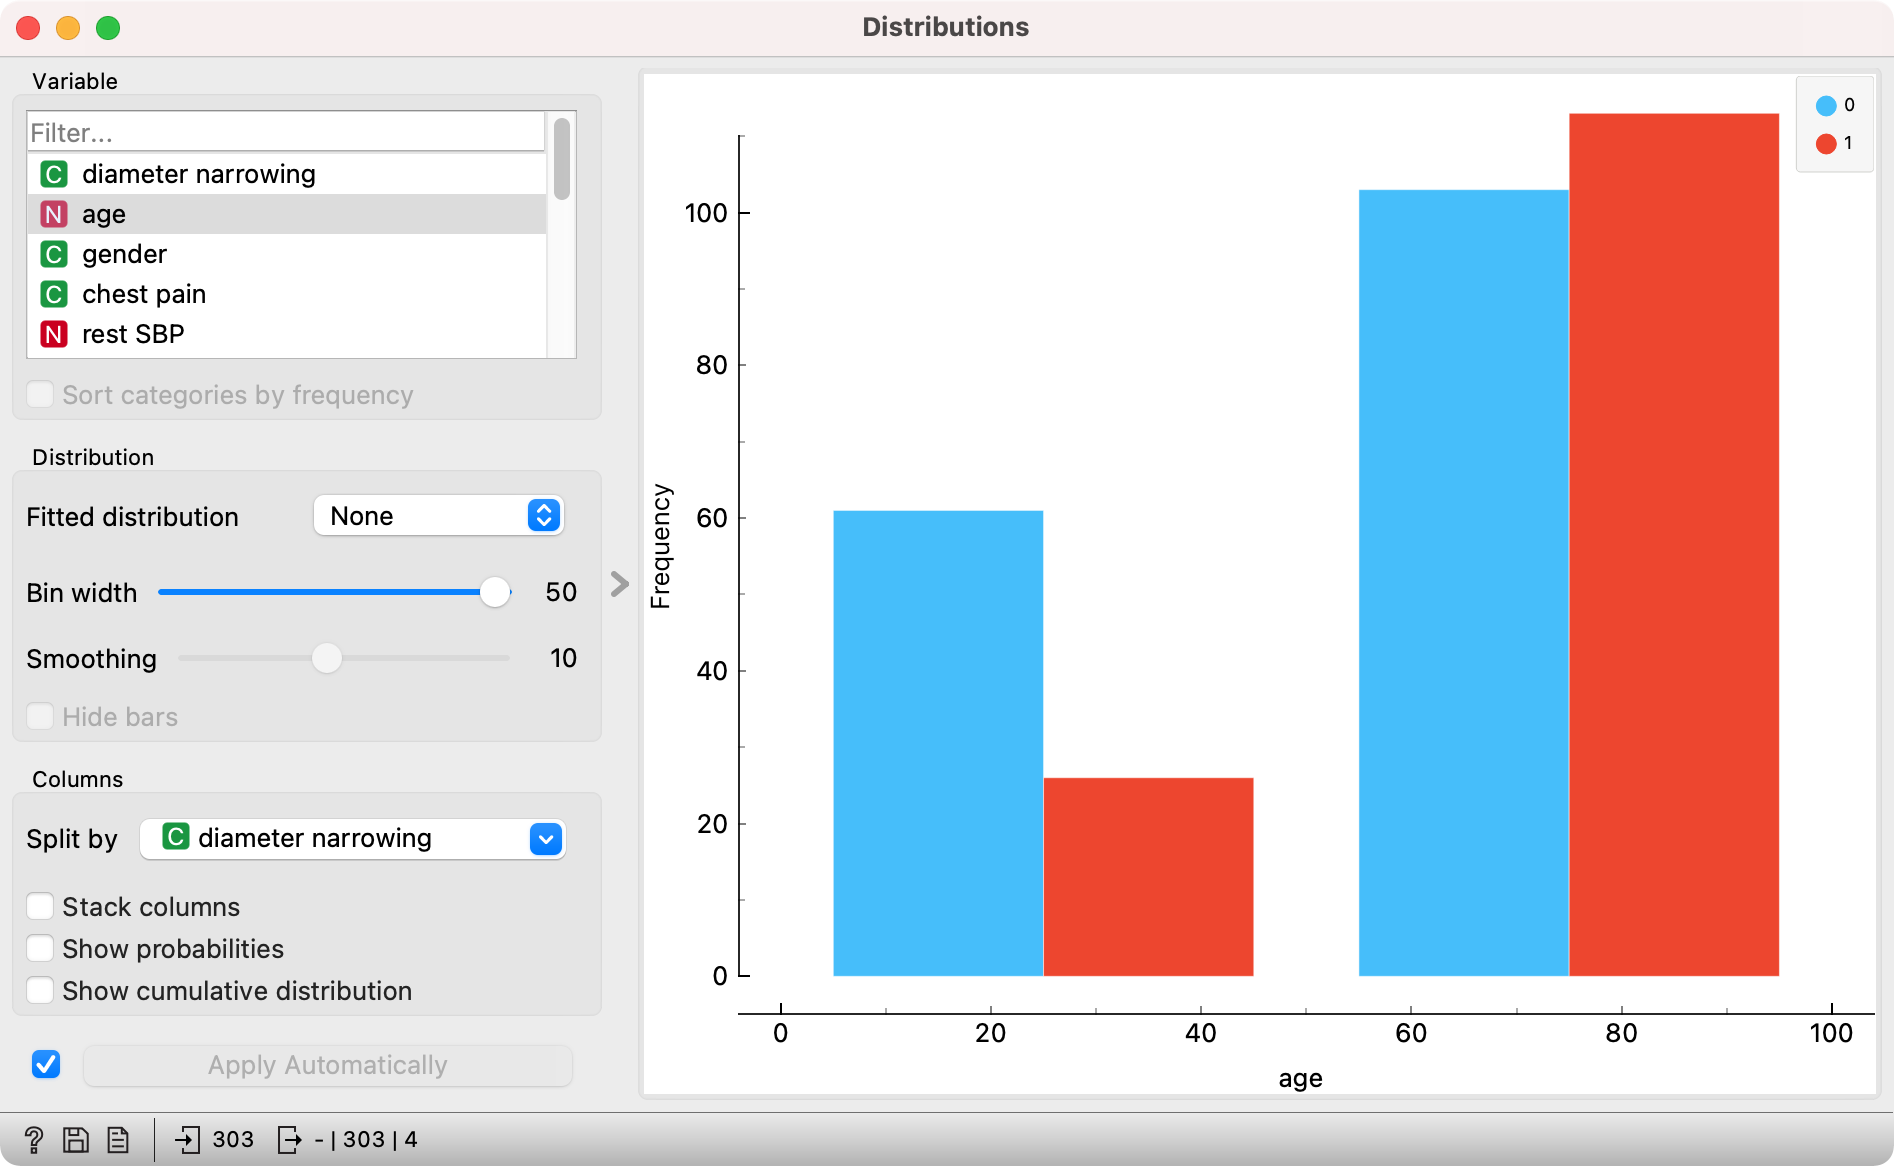 Distributions
Variable
Filter...
C diameter narrowing
N age
C gender
C chest pain
N rest SBP
Sort categories by frequency
Distribution
Fitted distribution None
Bin width 50
Smoothing 10
Hide bars
Columns
Split by C diameter narrowing
Stack columns
Show probabilities
Show cumulative distribution
Apply Automatically
0
1
Frequency
100
80
60
40
20
0
0 20 40 60 80 100
age
? 303 - | 303 | 4